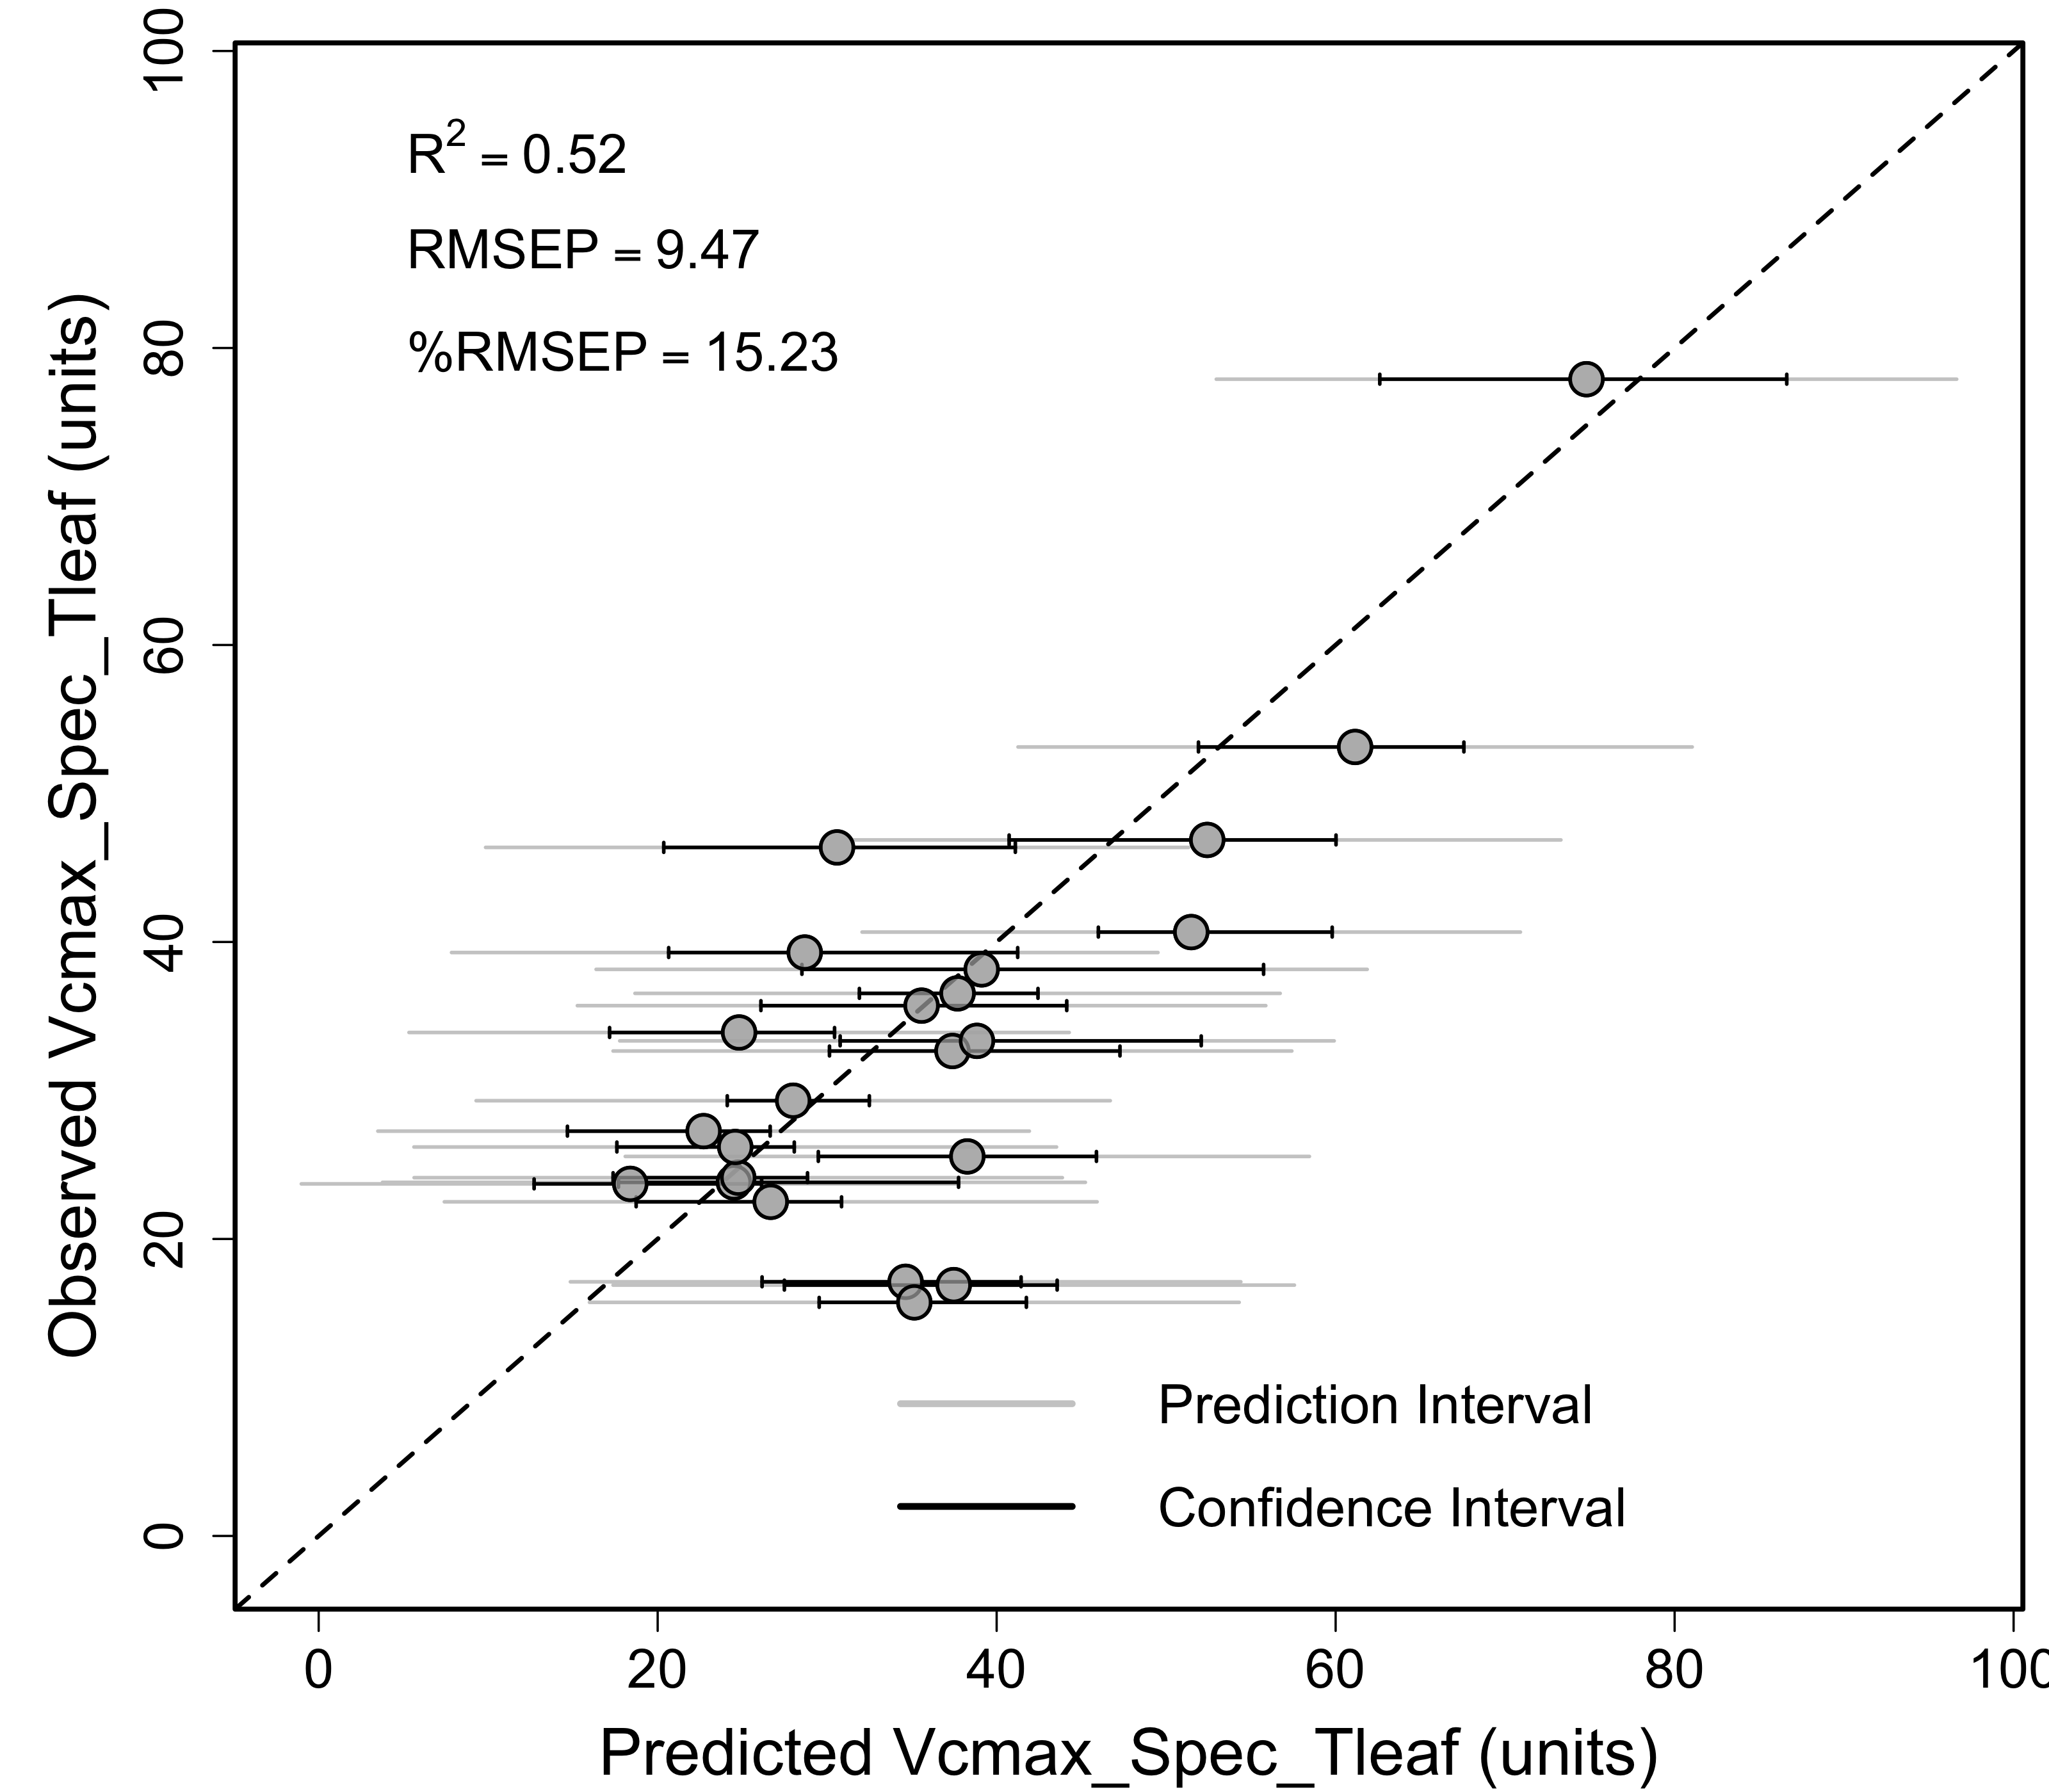 R² = 0.52
RMSEP = 9.47
%RMSEP = 15.23
Observed Vcmax_Spec_Tleaf (units)
100
80
60
40
20
0
Prediction Interval
Confidence Interval
0 20 40 60 80 100
Predicted Vcmax_Spec_Tleaf (units)